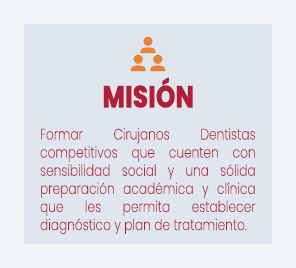 MISIÓN
Formar Cirujanos Dentistas
competitivos que cuenten con
sensibilidad social y una sólida
preparación académica y clínica
que les permita establecer
diagnóstico y plan de tratamiento.